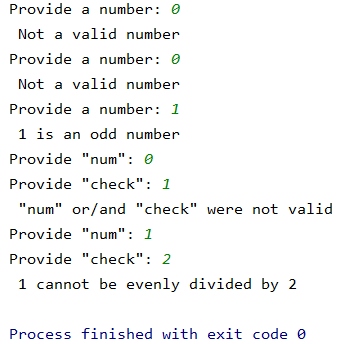 Provide a number: 0
Not a valid number
Provide a number: 0
Not a valid number
Provide a number: 1
1 is an odd number
Provide "num": 0
Provide "check": 1
"num" or/and "check" were not valid
Provide "num": 1
Provide "check": 2
1 cannot be evenly divided by 2
Process finished with exit code 0